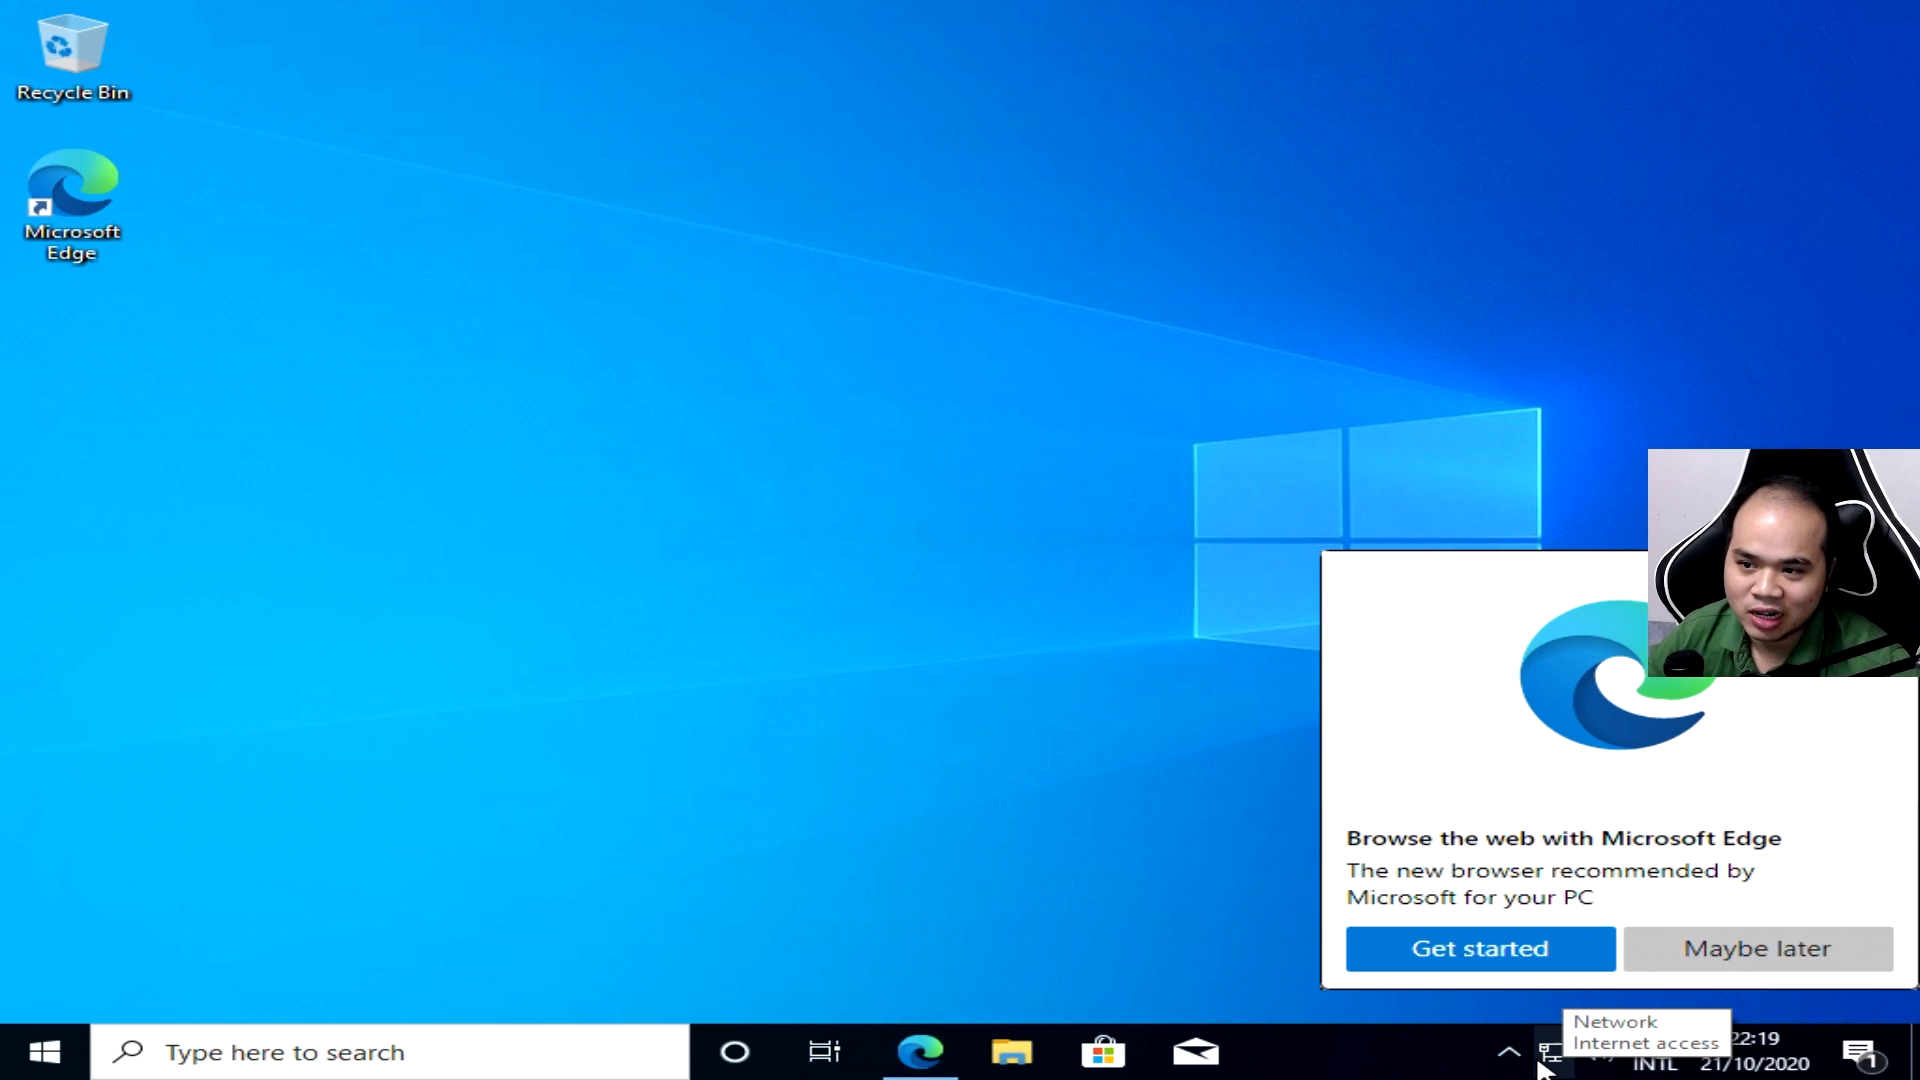 Recycle Bin
Microsoft
Edge
Browse the web with Microsoft Edge
The new browser recommended by
Microsoft for your PC
Get started
Maybe later
Type here to search
Network
Internet access
22:19
INTL
21/10/2020
1